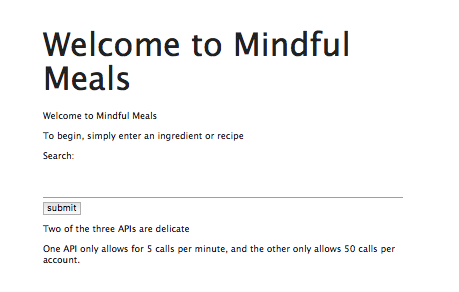 Welcome to Mindful
Meals
Welcome to Mindful Meals
To begin, simply enter an ingredient or recipe
Search:
submit
Two of the three APIs are delicate
One API only allows for 5 calls per minute, and the other only allows 50 calls per
account.